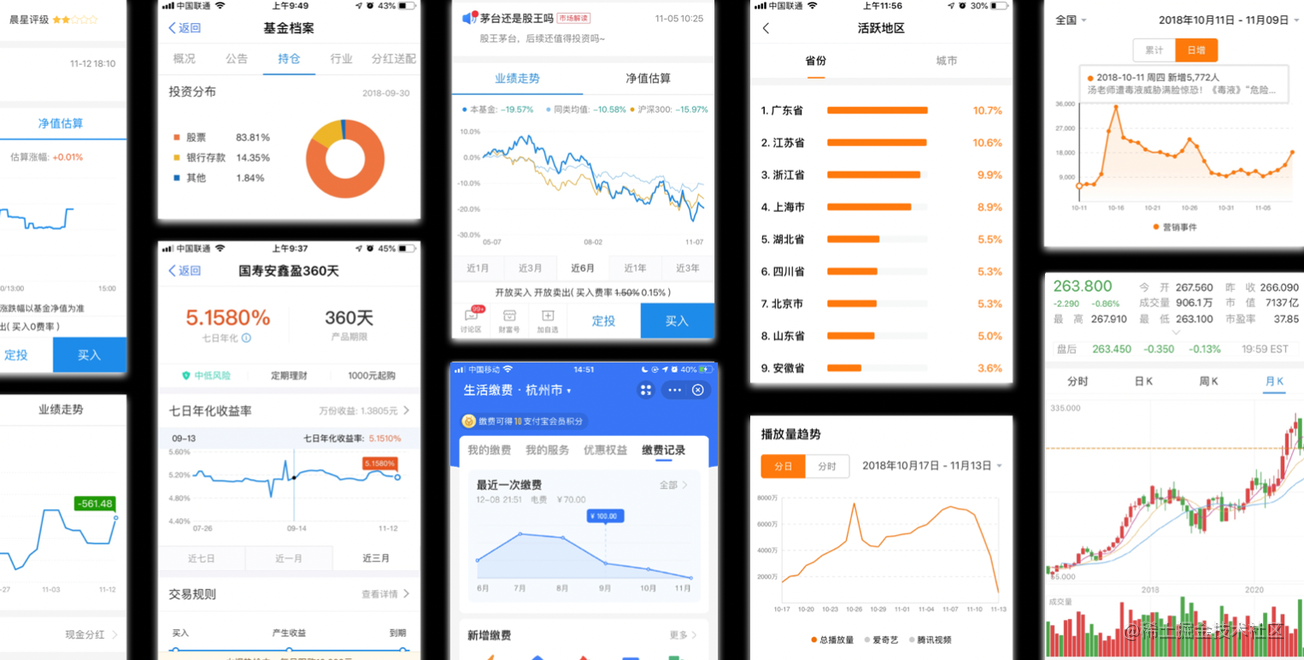 晨星评级
11-12 18:10
净值估算
估算涨幅: +0.01%
0/13:00
15:00
涨跌幅以基金净值为准
出( 买入0费率 )
定投
买入
业绩走势
-561.48
-27
11-03
11-12
现金分红
中国联通
上午9:49
43%
返回
基金档案
概况
公告
持仓
行业
分红送配
投资分布
2018-09-30
股票
83.81%
银行存款
14.35%
其他
1.84%
中国联通
上午9:37
45%
返回
国寿安鑫盈360天
5.1580%
七日年化
360天
产品期限
中低风险
定期理财
1000元起购
七日年化收益率
万份收益: 1.3805元
09-13
七日年化收益率: 5.1510%
5.60%
5.20%
4.80%
4.40%
5.1580%
07-26
09-14
11-12
近七日
近一月
近三月
交易规则
查看详情
买入
产生收益
到期
茅台还是股王吗
市场解读
11-05 10:25
股王茅台、后续还值得投资吗~
业绩走势
净值估算
本基金: -19.57%
同类均值: -10.58%
沪深300: -15.97%
10.0%
0.0%
-10.0%
-20.0%
-30.0%
05-07
08-02
11-07
近1月
近3月
近6月
近1年
近3年
开放买入 开放卖出( 买入费率 1.50% 0.15% )
99+
讨论区
财富号
加自选
定投
买入
中国移动
14:51
40%
生活缴费 · 杭州市
缴费可得10支付宝会员积分
我的缴费
我的服务
优惠权益
缴费记录
最近一次缴费
全部
12-08 21:51 电费 ¥70.00
¥ 100.00
6月
7月
8月
9月
10月
11月
新增缴费
更多
中国联通
上午11:56
30%
活跃地区
省份
城市
1. 广东省
10.7%
2. 江苏省
10.6%
3. 浙江省
9.9%
4. 上海市
8.9%
5. 湖北省
5.5%
6. 四川省
5.3%
7. 北京市
5.3%
8. 山东省
5.0%
9. 安徽省
3.6%
播放量趋势
分日
分时
2018年10月17日 - 11月13日
8000万
6000万
4000万
2000万
10-17
10-20
10-23
10-26
10-29
11-01
11-04
11-07
11-10
11-13
总播放量
爱奇艺
腾讯视频
全国
2018年10月11日 - 11月09日
累计
日增
2018-10-11 周四 新增5,772人
汤老师遭毒液威胁满脸惊恐！《毒液》“危险...
36,000
27,000
18,000
9,000
10-11
10-16
10-21
10-26
10-31
11-05
营销事件
263.800
-2.290
-0.86%
今 开 267.560
昨 收 266.090
成交量 906.1万
市 值 7137亿
最 高 267.910
最 低 263.100
市盈率 37.85
盘后
263.450
-0.350
-0.13%
19:59 EST
分时
日K
周K
月K
335.000
65.000
2018
2020
成交量
@稀土掘金技术社区